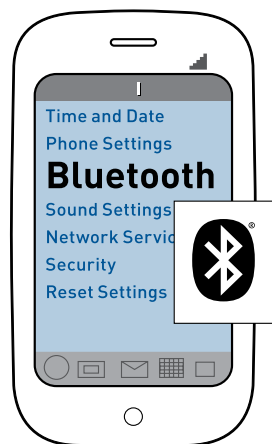 Time and Date
Phone Settings
Bluetooth
Sound Settings
Network Servic
®
Security
Reset Settings